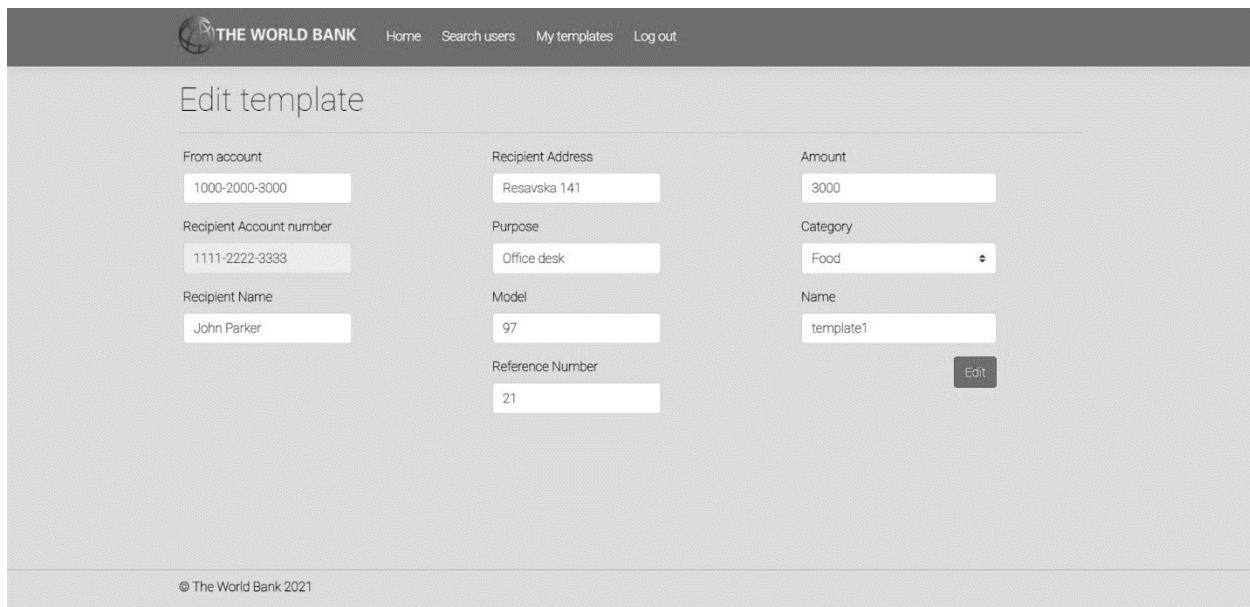 THE WORLD BANK Home Search users My templates Log out
Edit template
From account
1000-2000-3000
Recipient Account number
1111-2222-3333
Recipient Name
John Parker
Recipient Address
Resavska 141
Purpose
Office desk
Model
97
Reference Number
21
Amount
3000
Category
Food
Name
template1
Edit
© The World Bank 2021